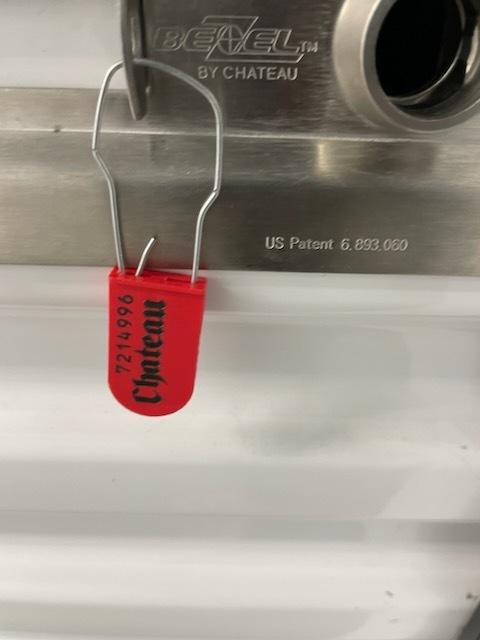 BEZEL™
BY CHATEAU
US Patent 6,893,060
7214996
Chateau